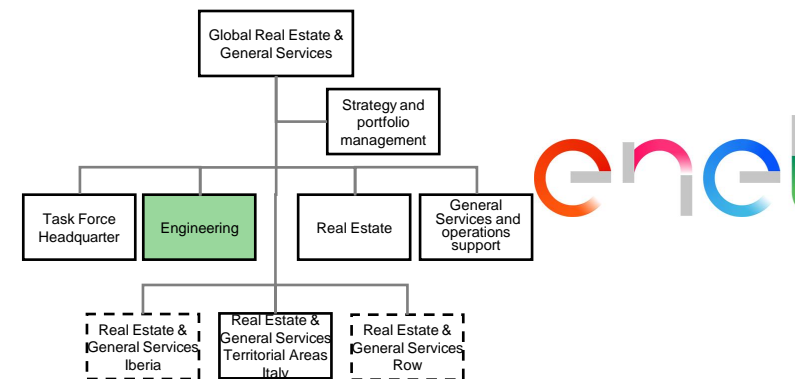 Global Real Estate &
General Services
Strategy and
portfolio
management
enel
Task Force
Headquarter
Engineering
Real Estate
General
Services and
operations
support
Real Estate &
General Services
Iberia
Real Estate &
General Services
Territorial Areas
Italy
Real Estate &
General Services
Row